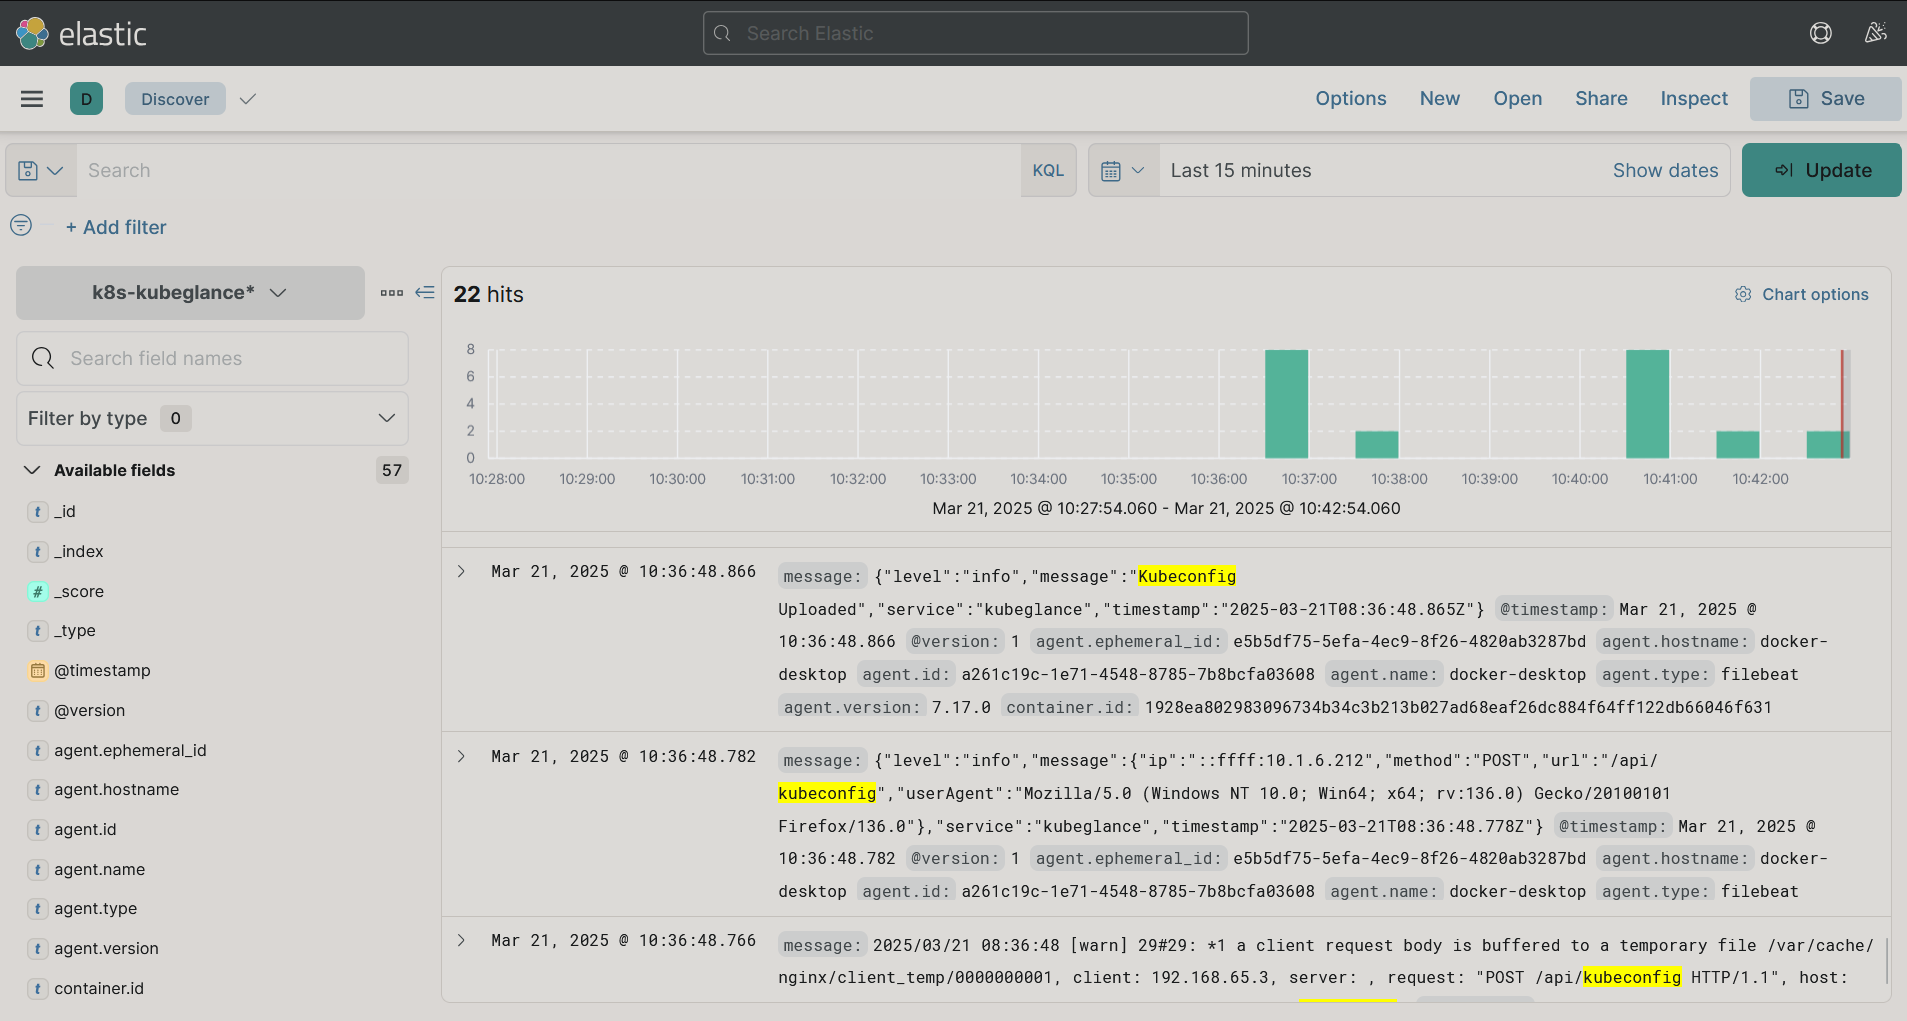 elastic
Search Elastic
D
Discover
Options
New
Open
Share
Inspect
Save
Search
KQL
Last 15 minutes
Show dates
Update
+ Add filter
k8s-kubeglance*
Search field names
Filter by type 0
Available fields 57
t _id
t _index
# _score
t _type
@timestamp
t @version
t agent.ephemeral_id
t agent.hostname
t agent.id
t agent.name
t agent.type
t agent.version
t container.id
22 hits
Chart options
8
6
4
2
0
10:28:00 10:29:00 10:30:00 10:31:00 10:32:00 10:33:00 10:34:00 10:35:00 10:36:00 10:37:00 10:38:00 10:39:00 10:40:00 10:41:00 10:42:00
Mar 21, 2025 @ 10:27:54.060 - Mar 21, 2025 @ 10:42:54.060
Mar 21, 2025 @ 10:36:48.866
message: {"level":"info","message":"Kubeconfig
Uploaded","service":"kubeglance","timestamp":"2025-03-21T08:36:48.865Z"} @timestamp: Mar 21, 2025 @
10:36:48.866 @version: 1 agent.ephemeral_id: e5b5df75-5efa-4ec9-8f26-4820ab3287bd agent.hostname: docker-
desktop agent.id: a261c19c-1e71-4548-8785-7b8bcfa03608 agent.name: docker-desktop agent.type: filebeat
agent.version: 7.17.0 container.id: 1928ea802983096734b34c3b213b027ad68eaf26dc884f64ff122db66046f631
Mar 21, 2025 @ 10:36:48.782
message: {"level":"info","message":{"ip":"::ffff:10.1.6.212","method":"POST","url":"/api/
kubeconfig","userAgent":"Mozilla/5.0 (Windows NT 10.0; Win64; x64; rv:136.0) Gecko/20100101
Firefox/136.0"},"service":"kubeglance","timestamp":"2025-03-21T08:36:48.778Z"} @timestamp: Mar 21, 2025 @
10:36:48.782 @version: 1 agent.ephemeral_id: e5b5df75-5efa-4ec9-8f26-4820ab3287bd agent.hostname: docker-
desktop agent.id: a261c19c-1e71-4548-8785-7b8bcfa03608 agent.name: docker-desktop agent.type: filebeat
Mar 21, 2025 @ 10:36:48.766
message: 2025/03/21 08:36:48 [warn] 29#29: *1 a client request body is buffered to a temporary file /var/cache/
nginx/client_temp/0000000001, client: 192.168.65.3, server: , request: "POST /api/kubeconfig HTTP/1.1", host: